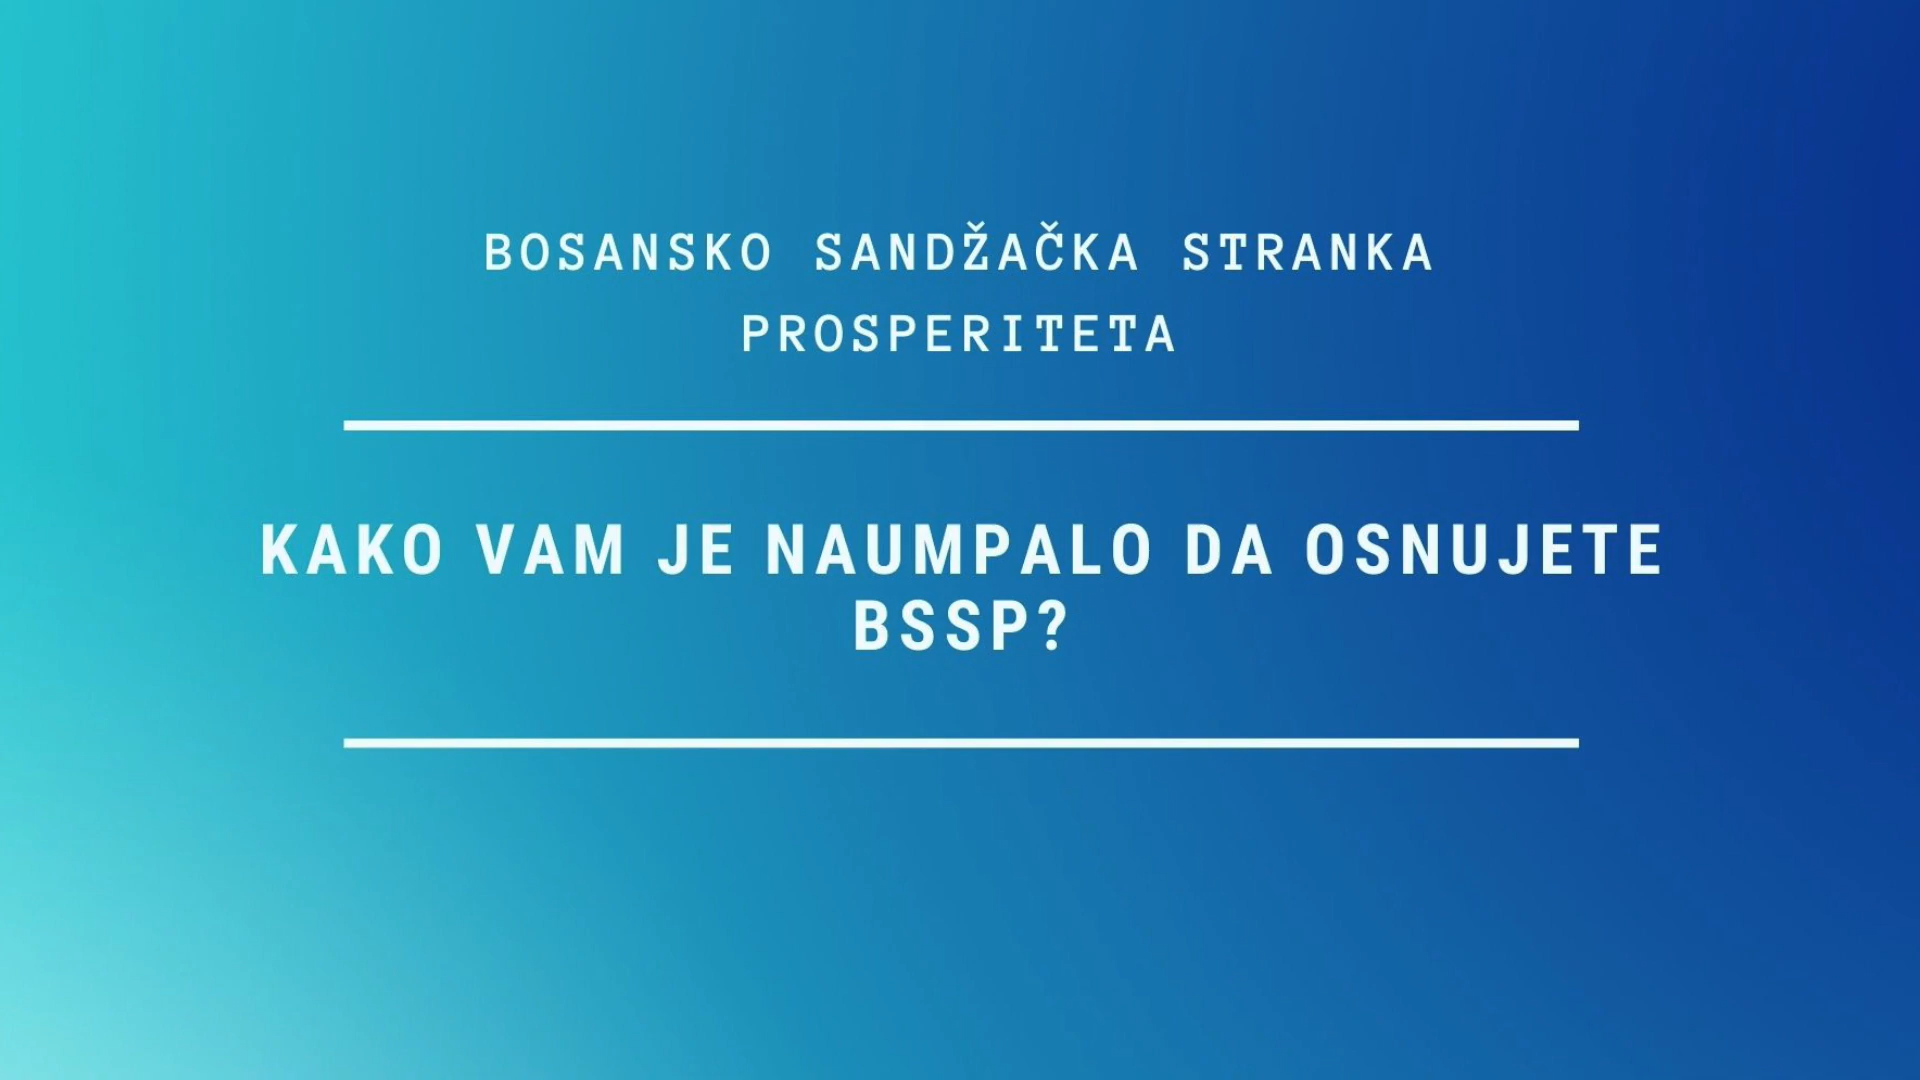 BOSANSKO SANDŽAČKA STRANKA
PROSPERITETA
KAKO VAM JE NAUMPALO DA OSNUJETE
BSSP?